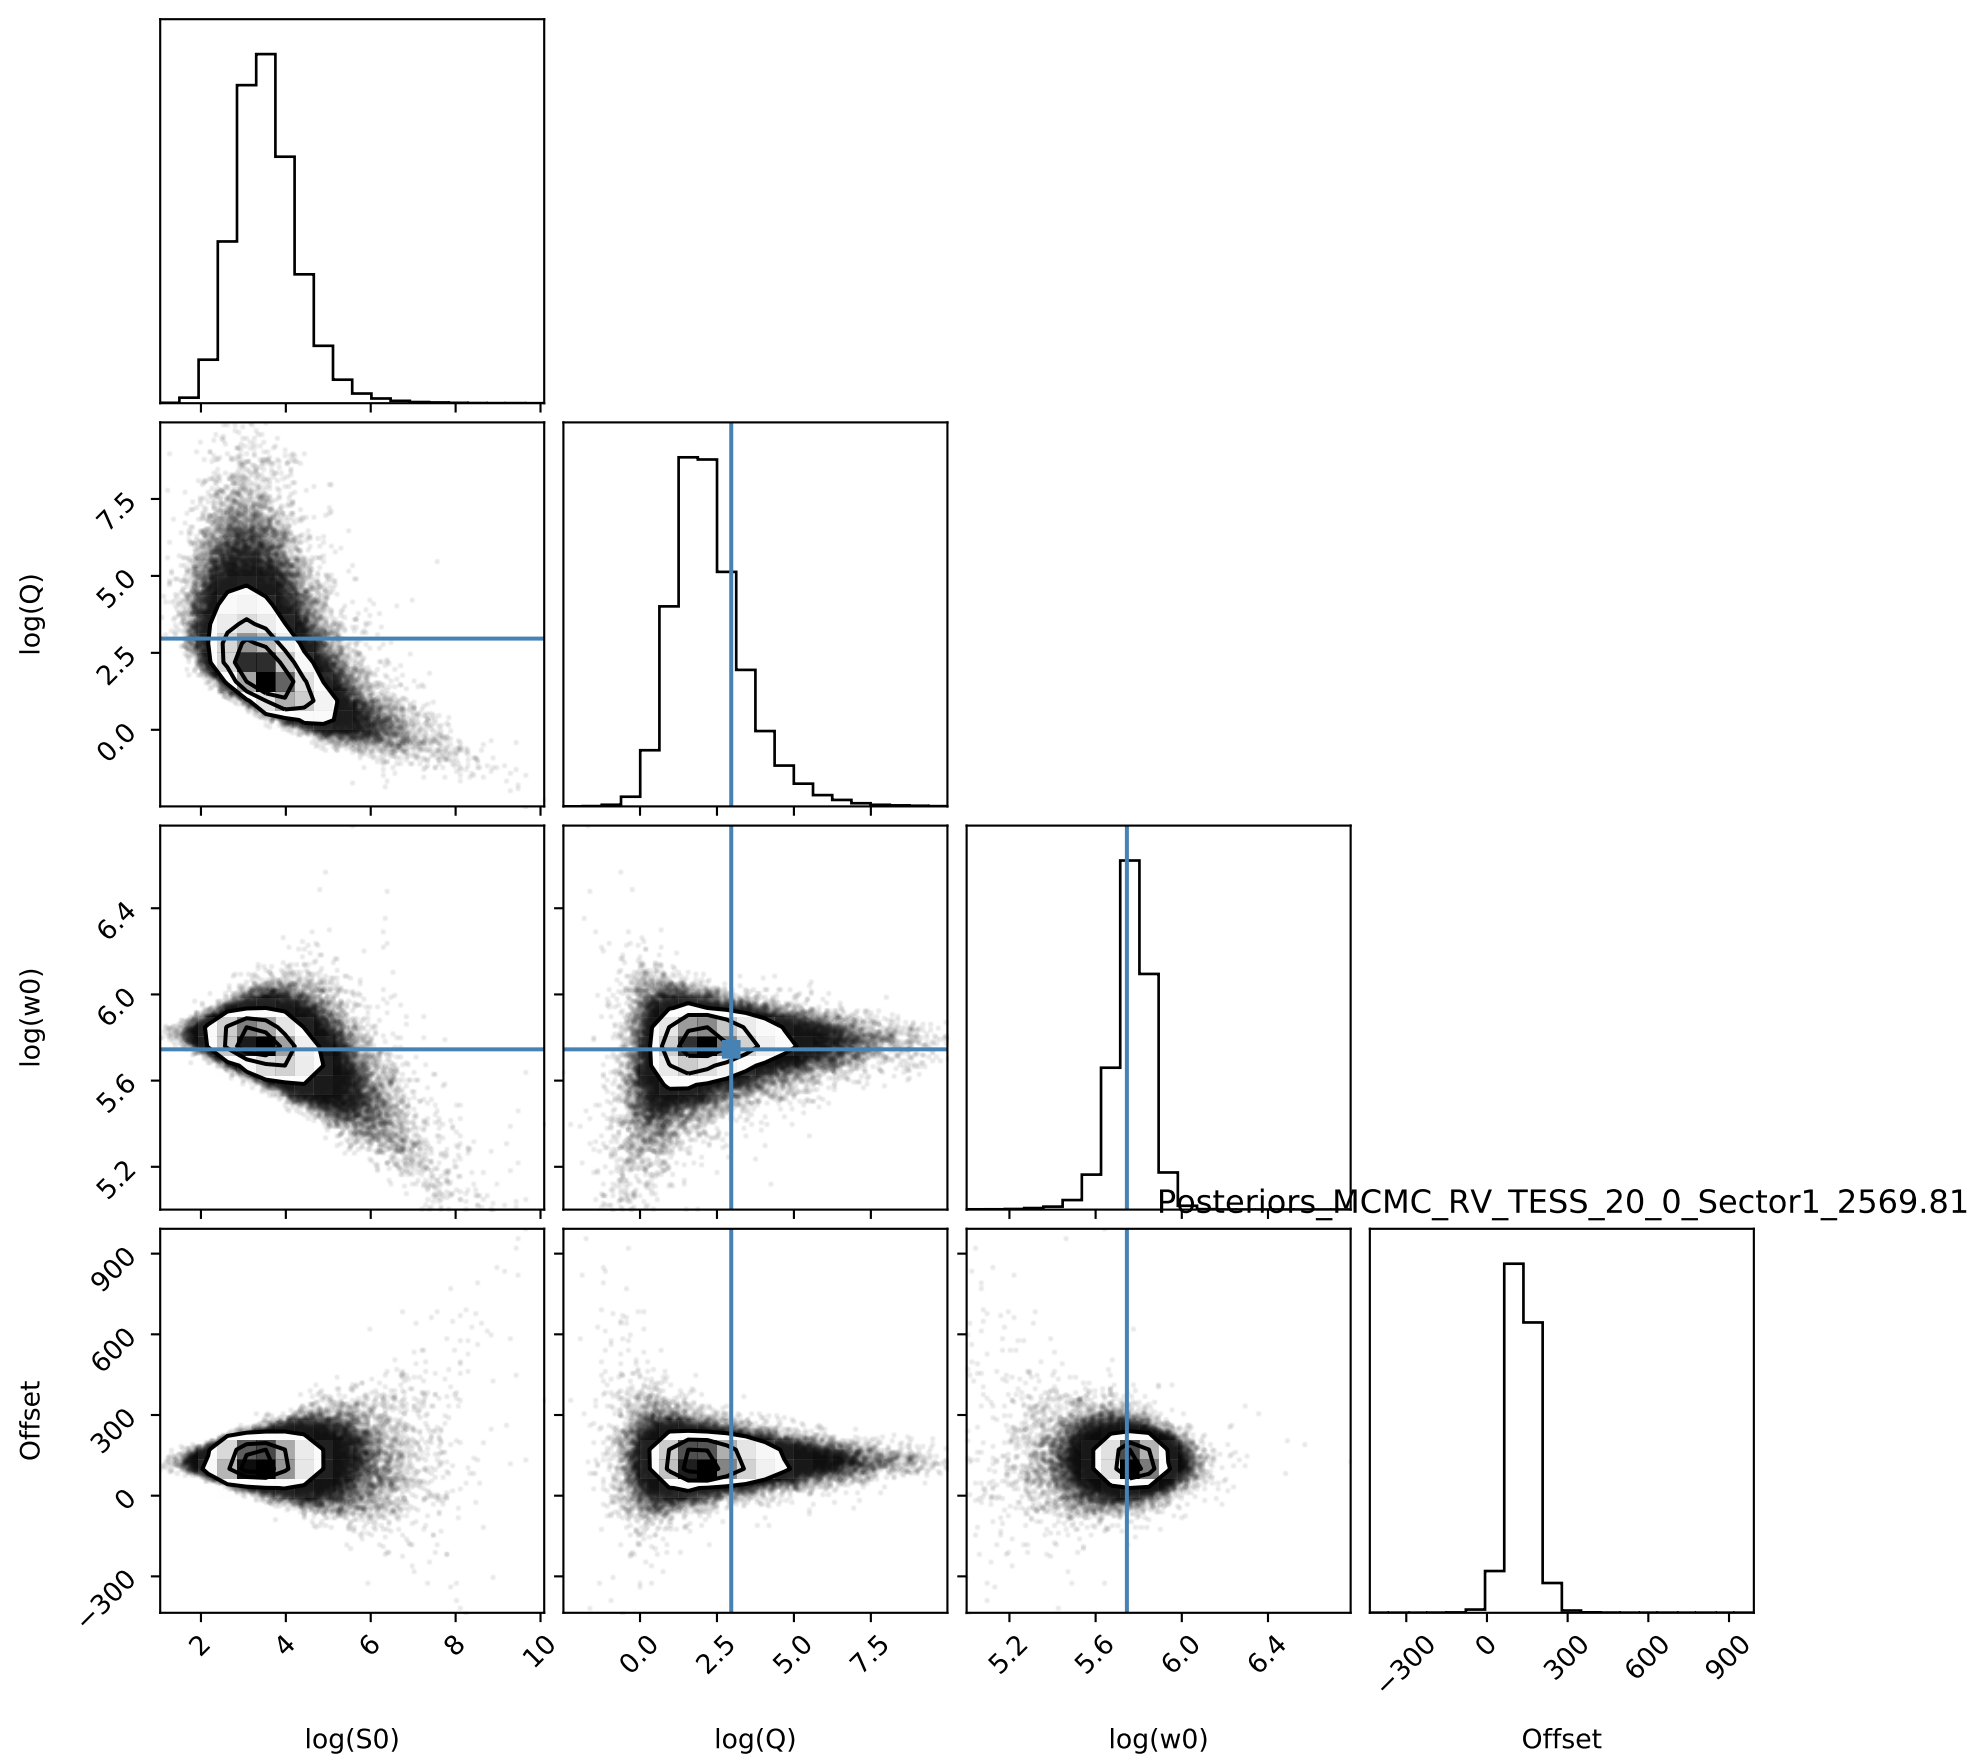 log(Q)
7.5
5.0
2.5
0.0
log(w0)
6.4
6.0
5.6
5.2
Posteriors_MCMC_RV_TESS_20_0_Sector1_2569.81
Offset
900
600
300
0
−300
2 4 6 8 10
0.0 2.5 5.0 7.5
5.2 5.6 6.0 6.4
−300 0 300 600 900
log(S0)
log(Q)
log(w0)
Offset